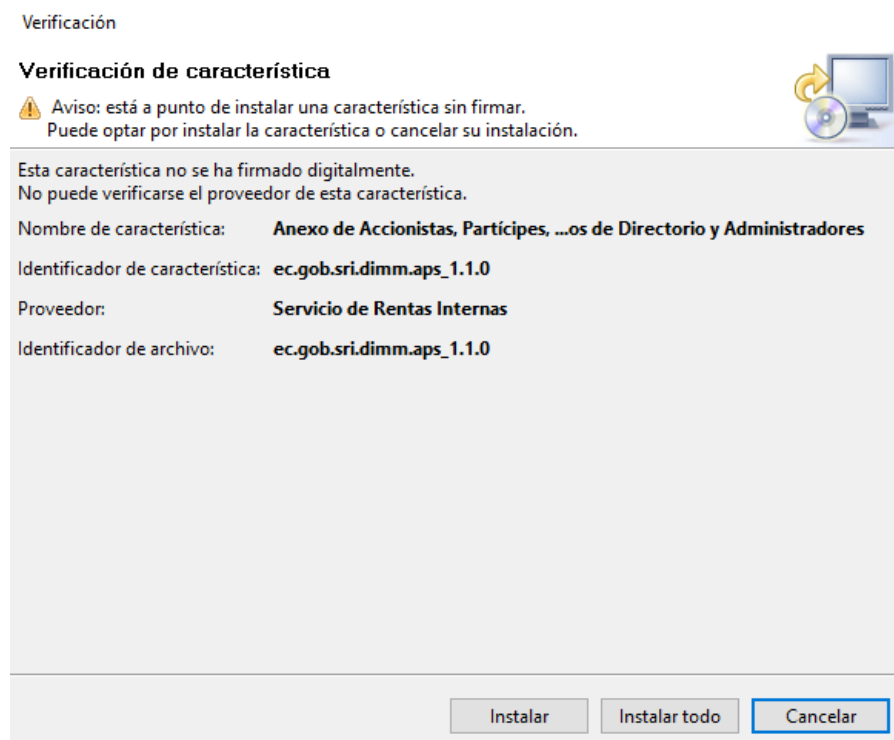 Verificación
Verificación de característica
Aviso: está a punto de instalar una característica sin firmar.
Puede optar por instalar la característica o cancelar su instalación.
Esta característica no se ha firmado digitalmente.
No puede verificarse el proveedor de esta característica.
Nombre de característica: Anexo de Accionistas, Partícipes, ...os de Directorio y Administradores
Identificador de característica: ec.gob.sri.dimm.aps_1.1.0
Proveedor: Servicio de Rentas Internas
Identificador de archivo: ec.gob.sri.dimm.aps_1.1.0
Instalar Instalar todo Cancelar